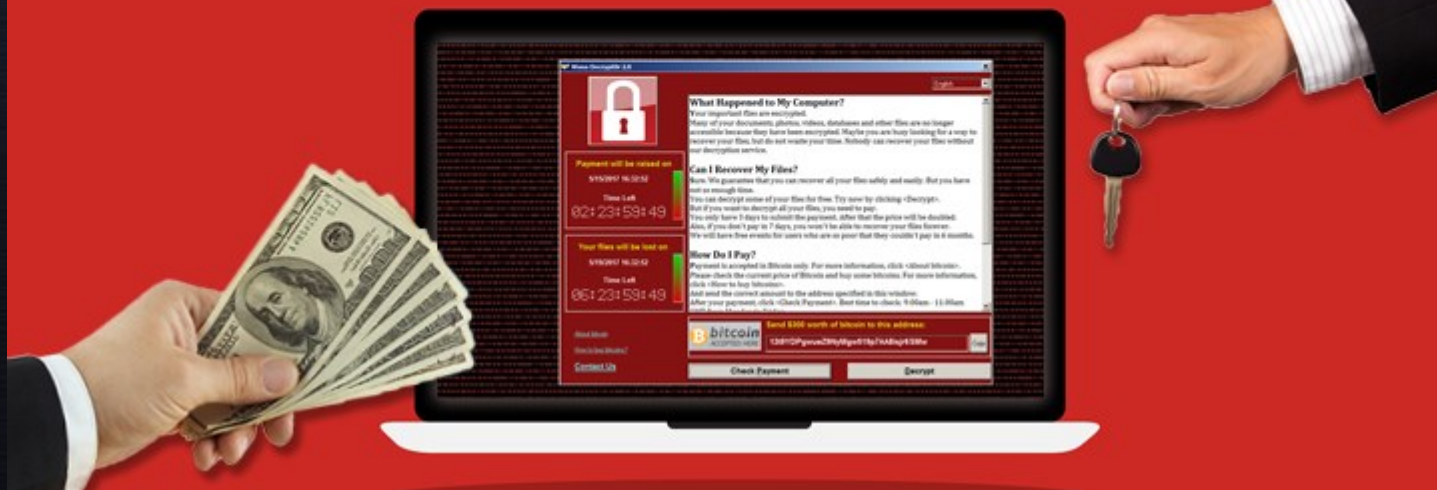 Wana Decrypt0r 2.0
English
What Happened to My Computer?
Your important files are encrypted.
Many of your documents, photos, videos, databases and other files are no longer
accessible because they have been encrypted. Maybe you are busy looking for a way to
recover your files, but do not waste your time. Nobody can recover your files without
our decryption service.
Payment will be raised on
5/15/2017 16:32:52
Time Left
02:23:59:49
Can I Recover My Files?
Sure. We guarantee that you can recover all your files safely and easily. But you have
not so enough time.
You can decrypt some of your files for free. Try now by clicking <Decrypt>.
But if you want to decrypt all your files, you need to pay.
You only have 3 days to submit the payment. After that the price will be doubled.
Also, if you don't pay in 7 days, you won't be able to recover your files forever.
We will have free events for users who are so poor that they couldn't pay in 6 months.
Your files will be lost on
5/19/2017 16:32:52
Time Left
06:23:59:49
How Do I Pay?
Payment is accepted in Bitcoin only. For more information, click <About bitcoin>.
Please check the current price of Bitcoin and buy some bitcoins. For more information,
click <How to buy bitcoins>.
And send the correct amount to the address specified in this window.
After your payment, click <Check Payment>. Best time to check: 9:00am - 11:00am
About bitcoin
How to buy bitcoins?
Contact Us
bitcoin
ACCEPTED HERE
Send $300 worth of bitcoin to this address:
Copy
Check Payment
Decrypt